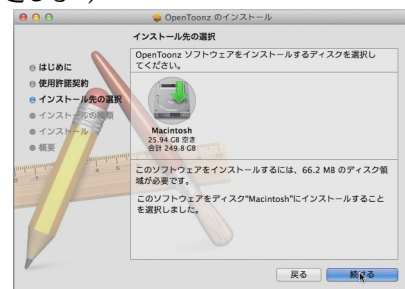 OpenToonz のインストール
インストール先の選択
OpenToonz ソフトウェアをインストールするディスクを選択し
てください。
はじめに
使用許諾契約
インストール先の選択
インストールの種類
インストール
概要
Macintosh
25.94 GB 空き
合計 249.8 GB
このソフトウェアをインストールするには、66.2 MB のディスク領
域が必要です。
このソフトウェアをディスク"Macintosh"にインストールすること
を選択しました。
戻る
続ける